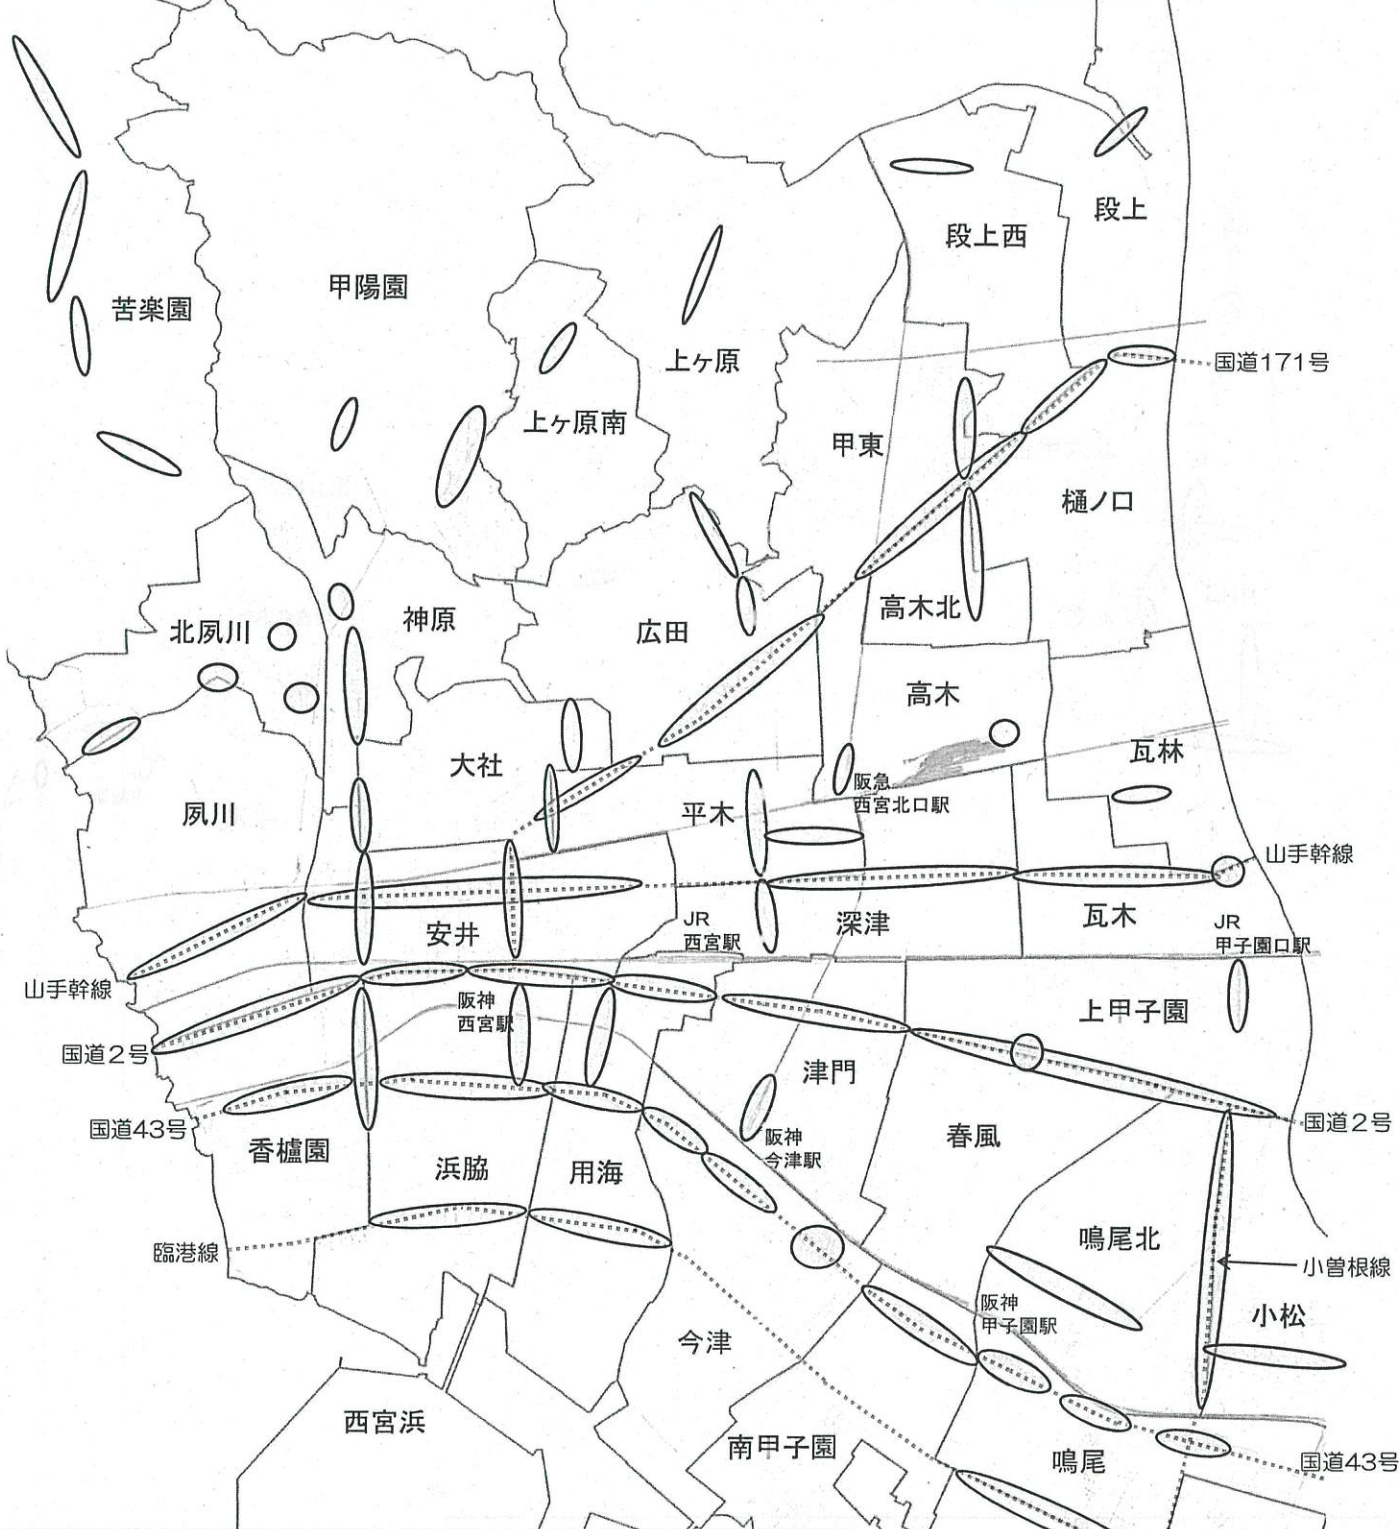 段上
段上西
甲陽園
苦楽園
上ヶ原
国道171号
上ヶ原南
甲東
樋ノ口
高木北
神原
北夙川
広田
高木
瓦林
大社
阪急
西宮北口駅
夙川
平木
山手幹線
瓦木
深津
JR
西宮駅
JR
甲子園口駅
安井
山手幹線
阪神
西宮駅
上甲子園
国道2号
津門
国道2号
国道43号
春風
阪神
今津駅
香櫨園
浜脇
用海
鳴尾北
臨港線
小曽根線
阪神
甲子園駅
小松
今津
西宮浜
南甲子園
鳴尾
国道43号